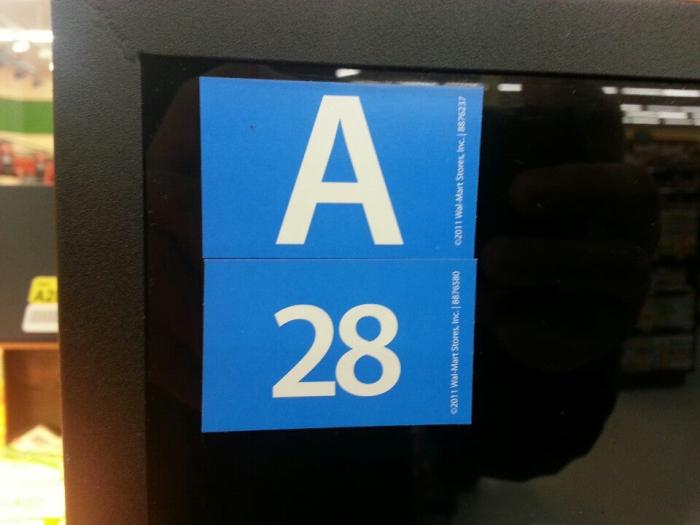 A
©2011 Wal-Mart Stores, Inc. | 8876237
28
©2011 Wal-Mart Stores, Inc. | 8876580